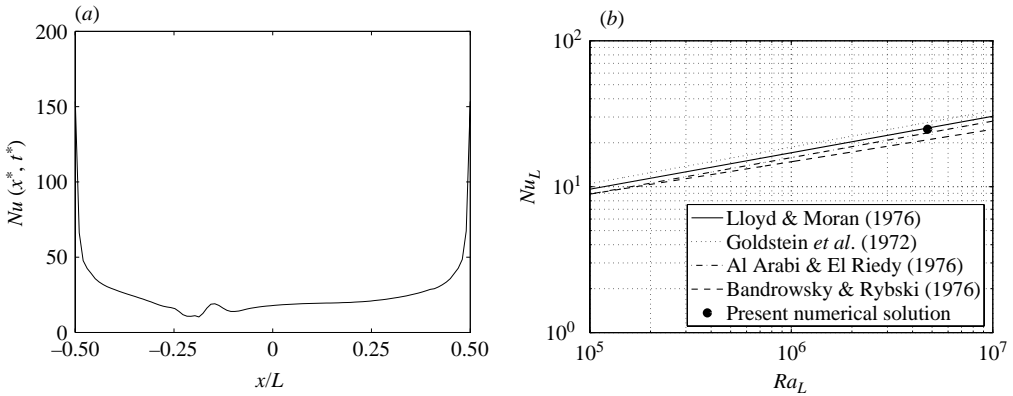 (a)
200
150
100
50
0
Nu (x*, t*)
–0.50
–0.25
0
0.25
0.50
x/L
(b)
10²
10¹
10⁰
Nu_L
Lloyd & Moran (1976)
Goldstein et al. (1972)
Al Arabi & El Riedy (1976)
Bandrowsky & Rybski (1976)
Present numerical solution
10⁵
10⁶
10⁷
Ra_L